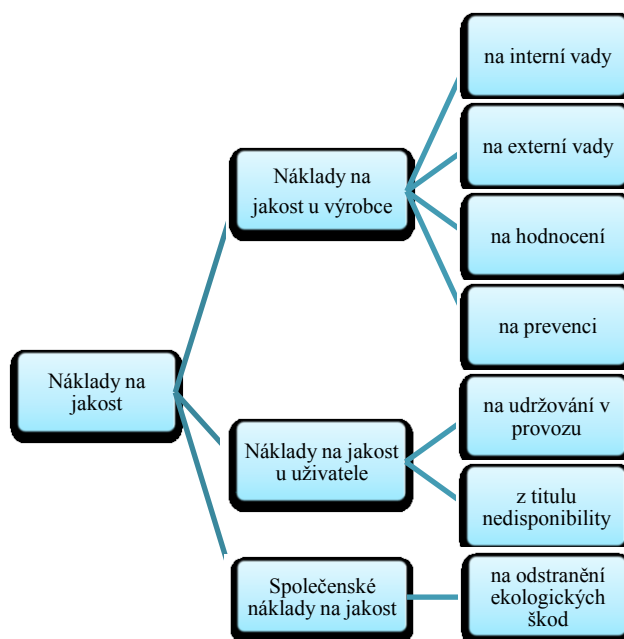 na interní vady
na externí vady
Náklady na
jakost u výrobce
na hodnocení
na prevenci
Náklady na
jakost
na udržování v
provozu
Náklady na jakost
u uživatele
z titulu
nedisponibility
Společenské
náklady na jakost
na odstranění
ekologických
škod